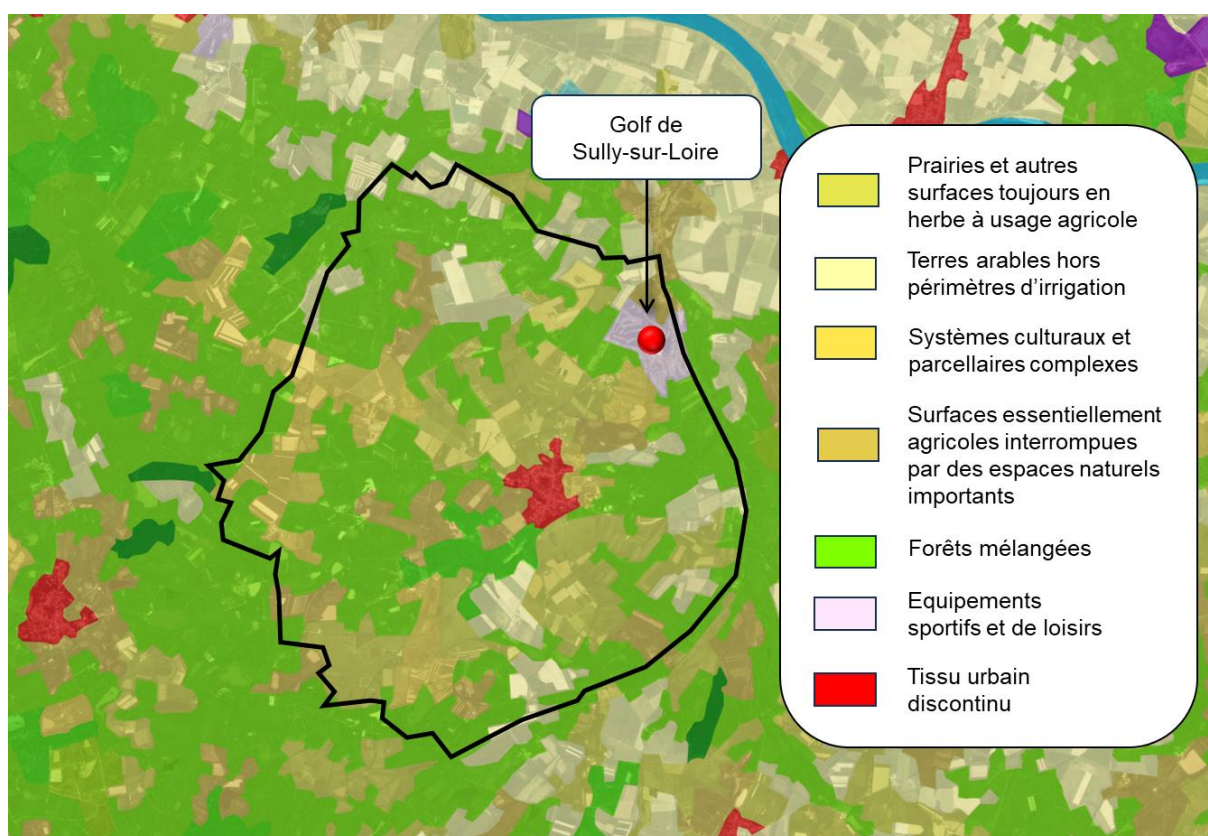 Golf de
Sully-sur-Loire
Prairies et autres
surfaces toujours en
herbe à usage agricole
Terres arables hors
périmètres d’irrigation
Systèmes culturaux et
parcellaires complexes
Surfaces essentiellement
agricoles interrompues
par des espaces naturels
importants
Forêts mélangées
Equipements
sportifs et de loisirs
Tissu urbain
discontinu